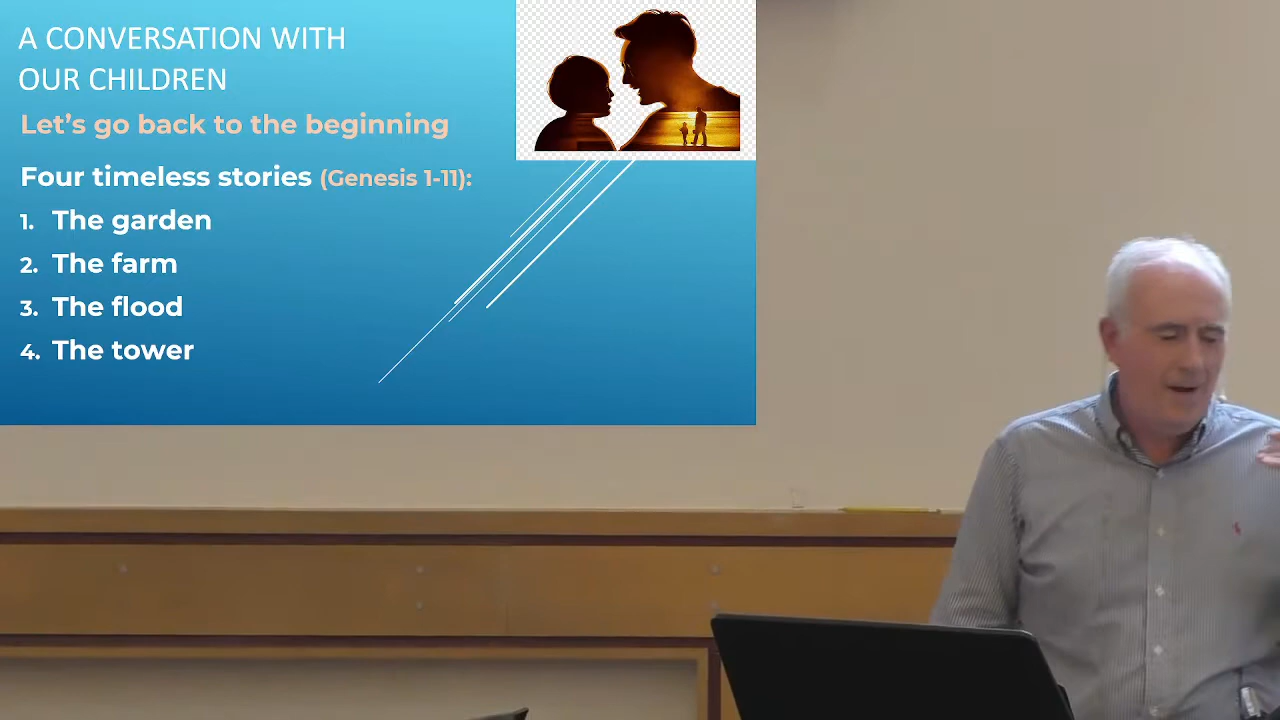 A CONVERSATION WITH
OUR CHILDREN
Let's go back to the beginning
Four timeless stories (Genesis 1-11):
1. The garden
2. The farm
3. The flood
4. The tower